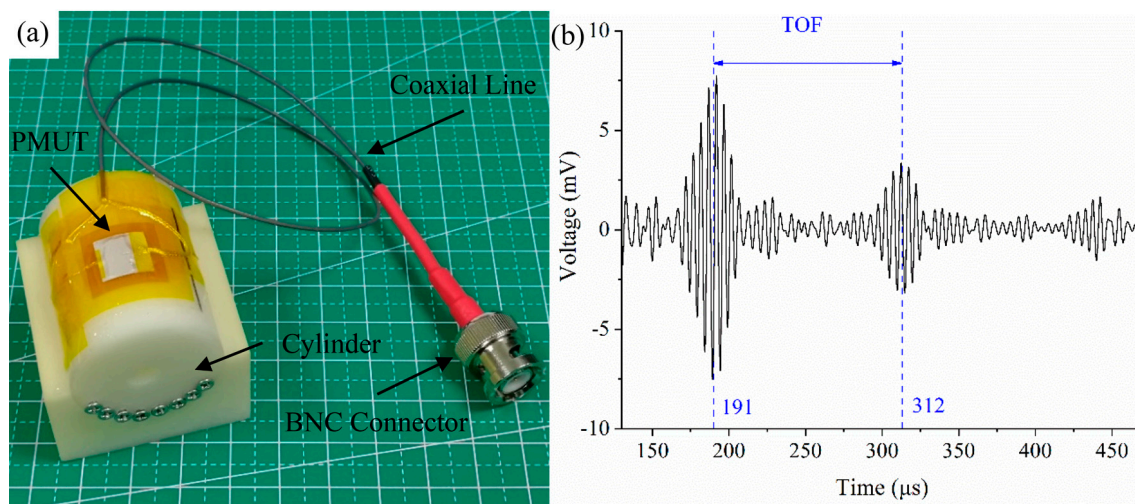 (a)
Coaxial Line
PMUT
Cylinder
BNC Connector
(b)
TOF
10
5
0
-5
-10
Voltage (mV)
191
312
150
200
250
300
350
400
450
Time (μs)